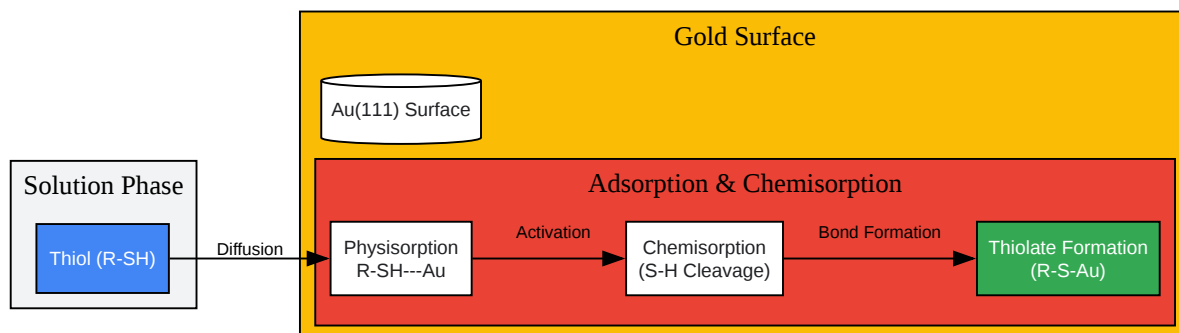 Gold Surface
Au(111) Surface
Solution Phase
Adsorption & Chemisorption
Thiol (R-SH)
Diffusion
Physisorption
R-SH---Au
Activation
Chemisorption
(S-H Cleavage)
Bond Formation
Thiolate Formation
(R-S-Au)